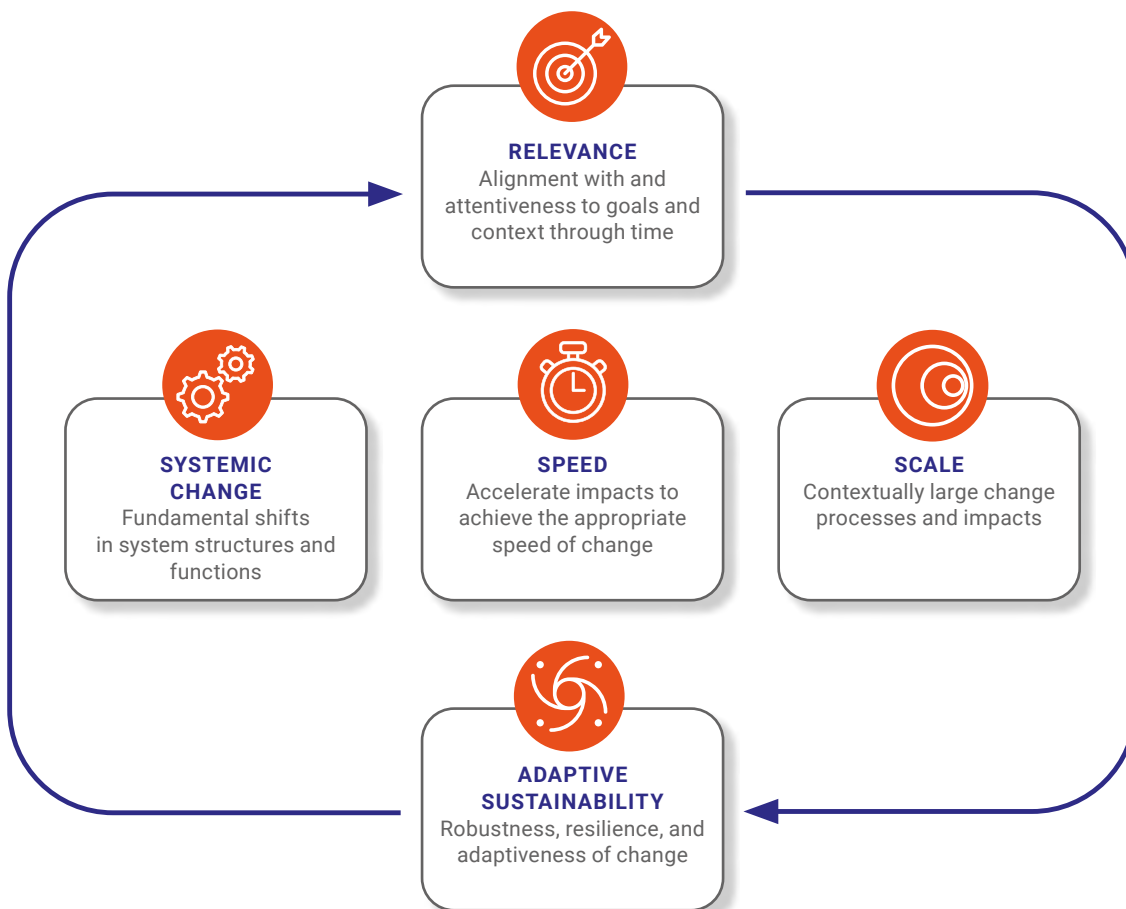 RELEVANCE
Alignment with and
attentiveness to goals and
context through time
SYSTEMIC
CHANGE
Fundamental shifts
in system structures and
functions
SPEED
Accelerate impacts to
achieve the appropriate
speed of change
SCALE
Contextually large change
processes and impacts
ADAPTIVE
SUSTAINABILITY
Robustness, resilience, and
adaptiveness of change